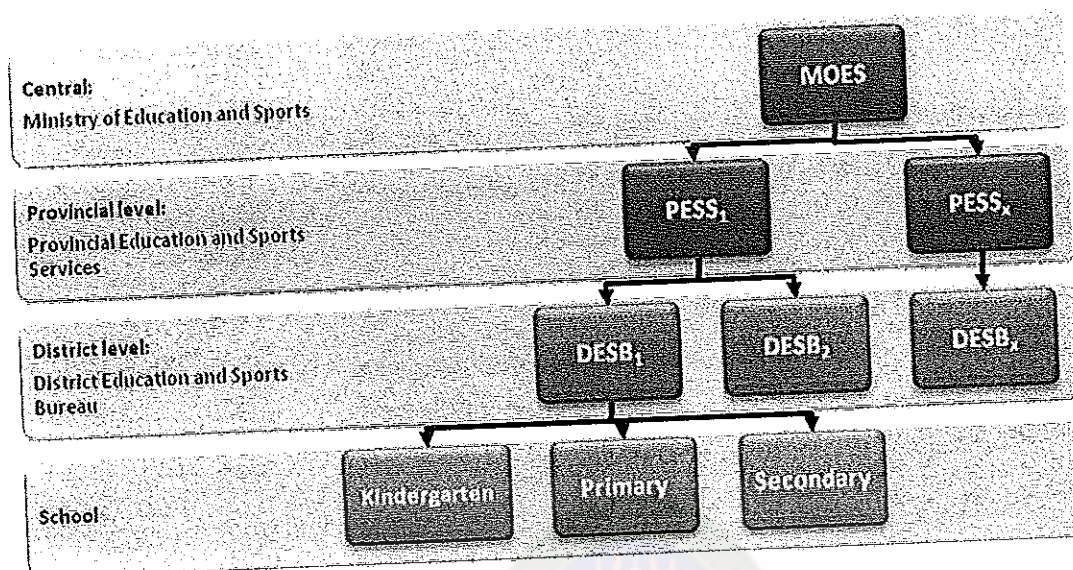 Central:
Ministry of Education and Sports
MOES
Provincial level:
Provincial Education and Sports
Services
PESS₁
PESSₓ
District level:
District Education and Sports
Bureau
DESB₁
DESB₂
DESBₓ
School
Kindergarten
Primary
Secondary